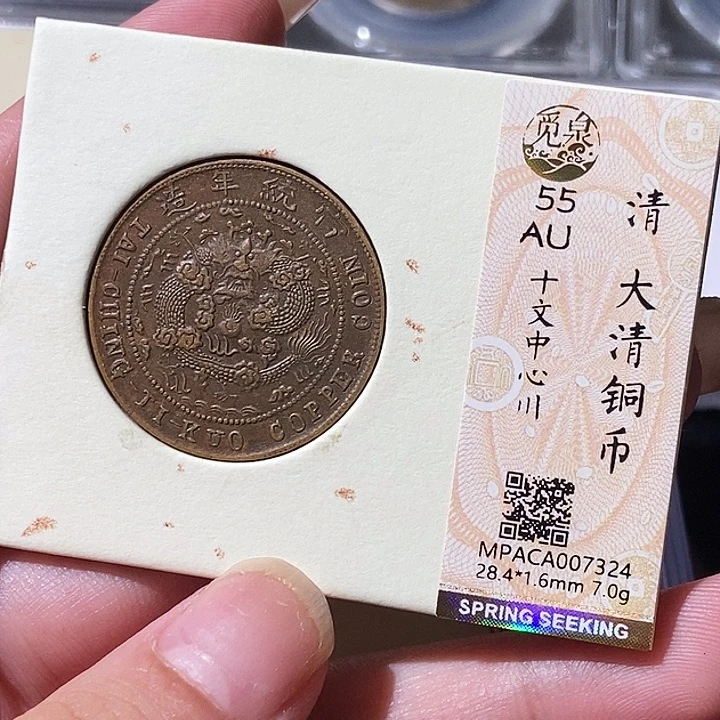 統年造
TAI-CHING-TI-KUO COPPER COIN
觅泉
55
AU
清 大清铜币
十文中心川
MPACA007324
28.4*1.6mm 7.0g
SPRING SEEKING